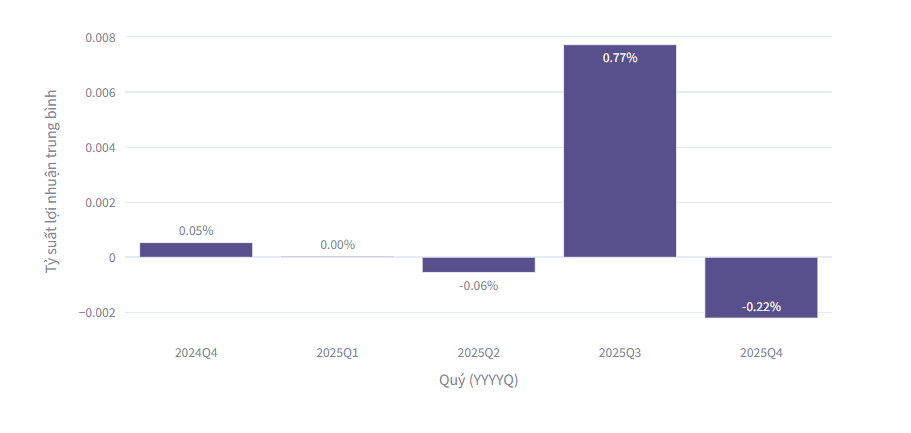 0.008
0.006
0.004
0.002
0
−0.002
Tỷ suất lợi nhuận trung bình
0.05%
0.00%
-0.06%
0.77%
-0.22%
2024Q4
2025Q1
2025Q2
2025Q3
2025Q4
Quý (YYYYQ)